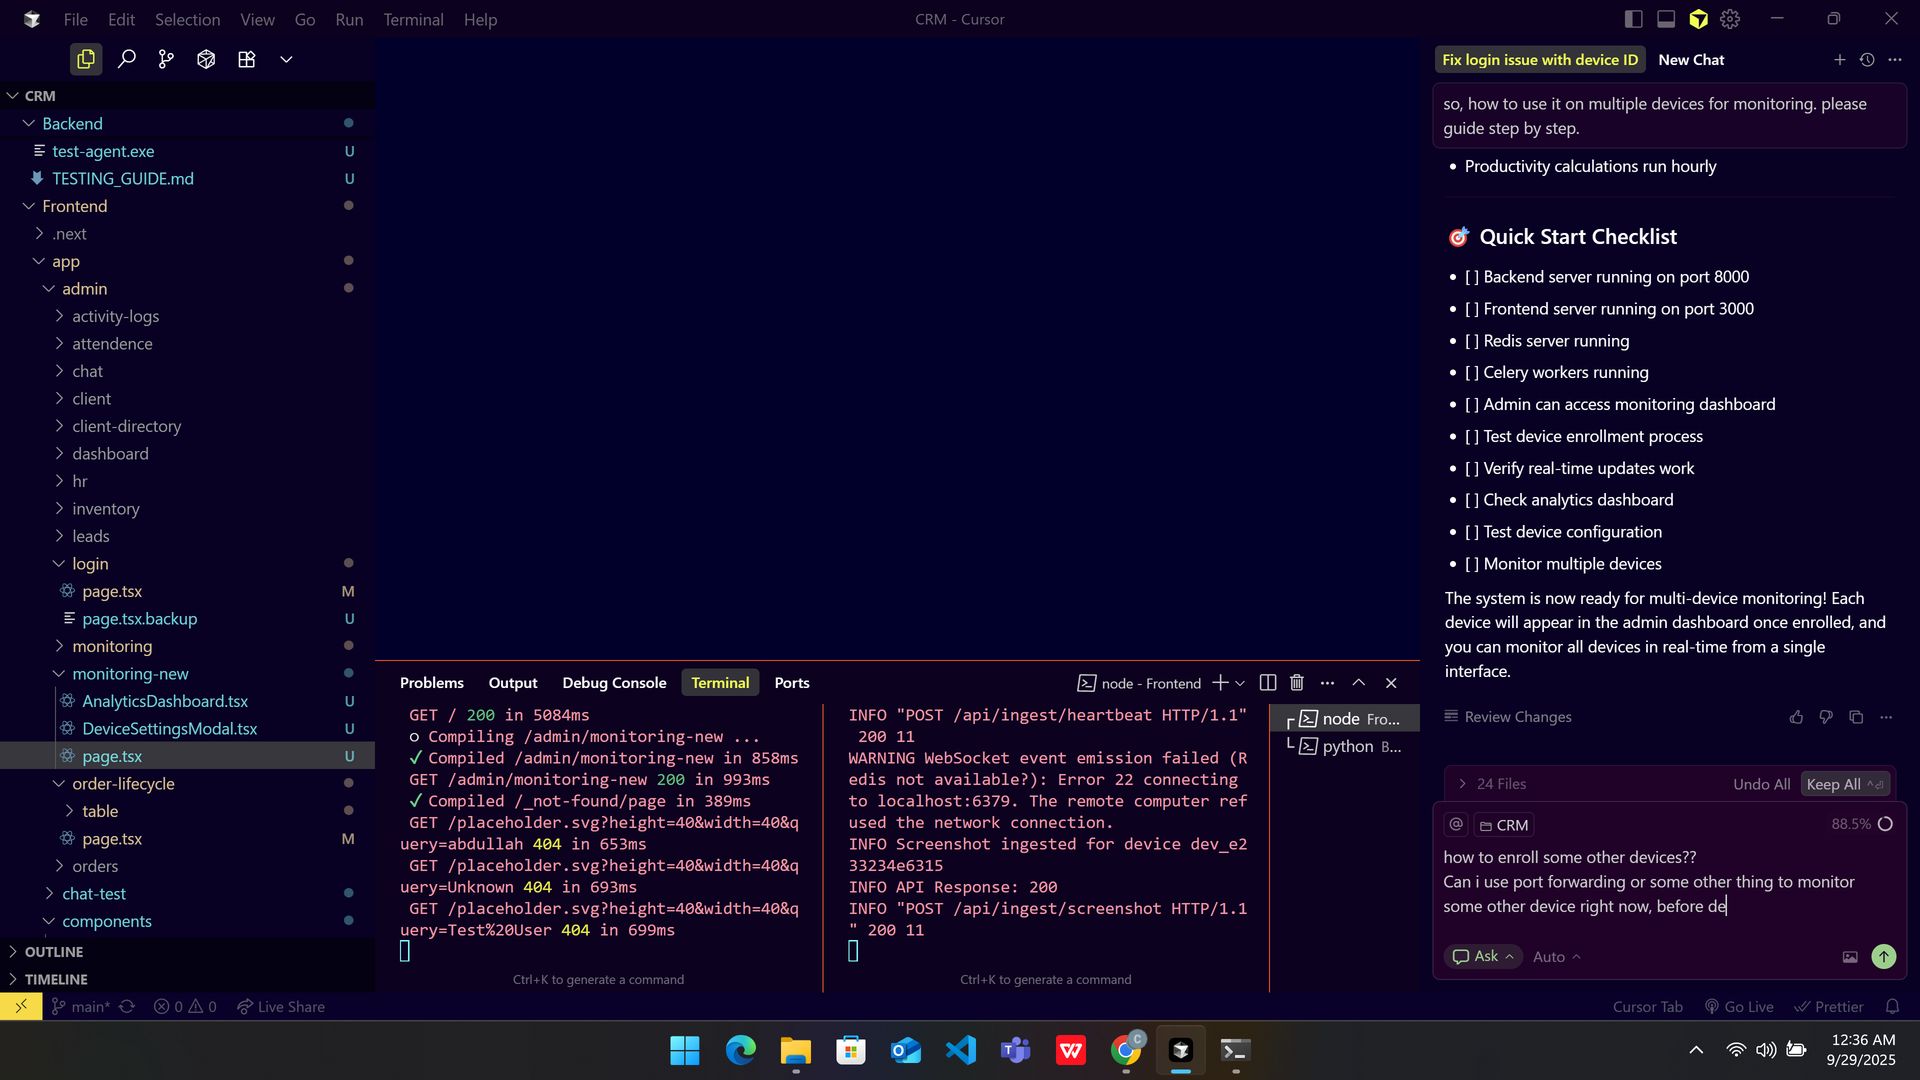 File Edit Selection View Go Run Terminal Help
CRM - Cursor
CRM
Backend
test-agent.exe U
TESTING_GUIDE.md U
Frontend
.next
app
admin
activity-logs
attendence
chat
client
client-directory
dashboard
hr
inventory
leads
login
page.tsx M
page.tsx.backup U
monitoring
monitoring-new
AnalyticsDashboard.tsx U
DeviceSettingsModal.tsx U
page.tsx U
order-lifecycle
table
page.tsx M
orders
chat-test
components
OUTLINE
TIMELINE
Problems Output Debug Console Terminal Ports
node - Frontend
GET / 200 in 5084ms
○ Compiling /admin/monitoring-new ...
✓ Compiled /admin/monitoring-new in 858ms
GET /admin/monitoring-new 200 in 993ms
✓ Compiled /_not-found/page in 389ms
GET /placeholder.svg?height=40&width=40&q
uery=abdullah 404 in 653ms
GET /placeholder.svg?height=40&width=40&q
uery=Unknown 404 in 693ms
GET /placeholder.svg?height=40&width=40&q
uery=Test%20User 404 in 699ms
Ctrl+K to generate a command
INFO "POST /api/ingest/heartbeat HTTP/1.1"
200 11
WARNING WebSocket event emission failed (R
edis not available?): Error 22 connecting
to localhost:6379. The remote computer ref
used the network connection.
INFO Screenshot ingested for device dev_e2
33234e6315
INFO API Response: 200
INFO "POST /api/ingest/screenshot HTTP/1.1
" 200 11
Ctrl+K to generate a command
node Fro...
python B...
Fix login issue with device ID New Chat
so, how to use it on multiple devices for monitoring. please
guide step by step.
• Productivity calculations run hourly
🎯 Quick Start Checklist
• [ ] Backend server running on port 8000
• [ ] Frontend server running on port 3000
• [ ] Redis server running
• [ ] Celery workers running
• [ ] Admin can access monitoring dashboard
• [ ] Test device enrollment process
• [ ] Verify real-time updates work
• [ ] Check analytics dashboard
• [ ] Test device configuration
• [ ] Monitor multiple devices
The system is now ready for multi-device monitoring! Each
device will appear in the admin dashboard once enrolled, and
you can monitor all devices in real-time from a single
interface.
Review Changes
24 Files Undo All Keep All
@ CRM 88.5%
how to enroll some other devices??
Can i use port forwarding or some other thing to monitor
some other device right now, before de
Ask Auto
main* 0 0 Live Share
Cursor Tab Go Live Prettier
12:36 AM
9/29/2025